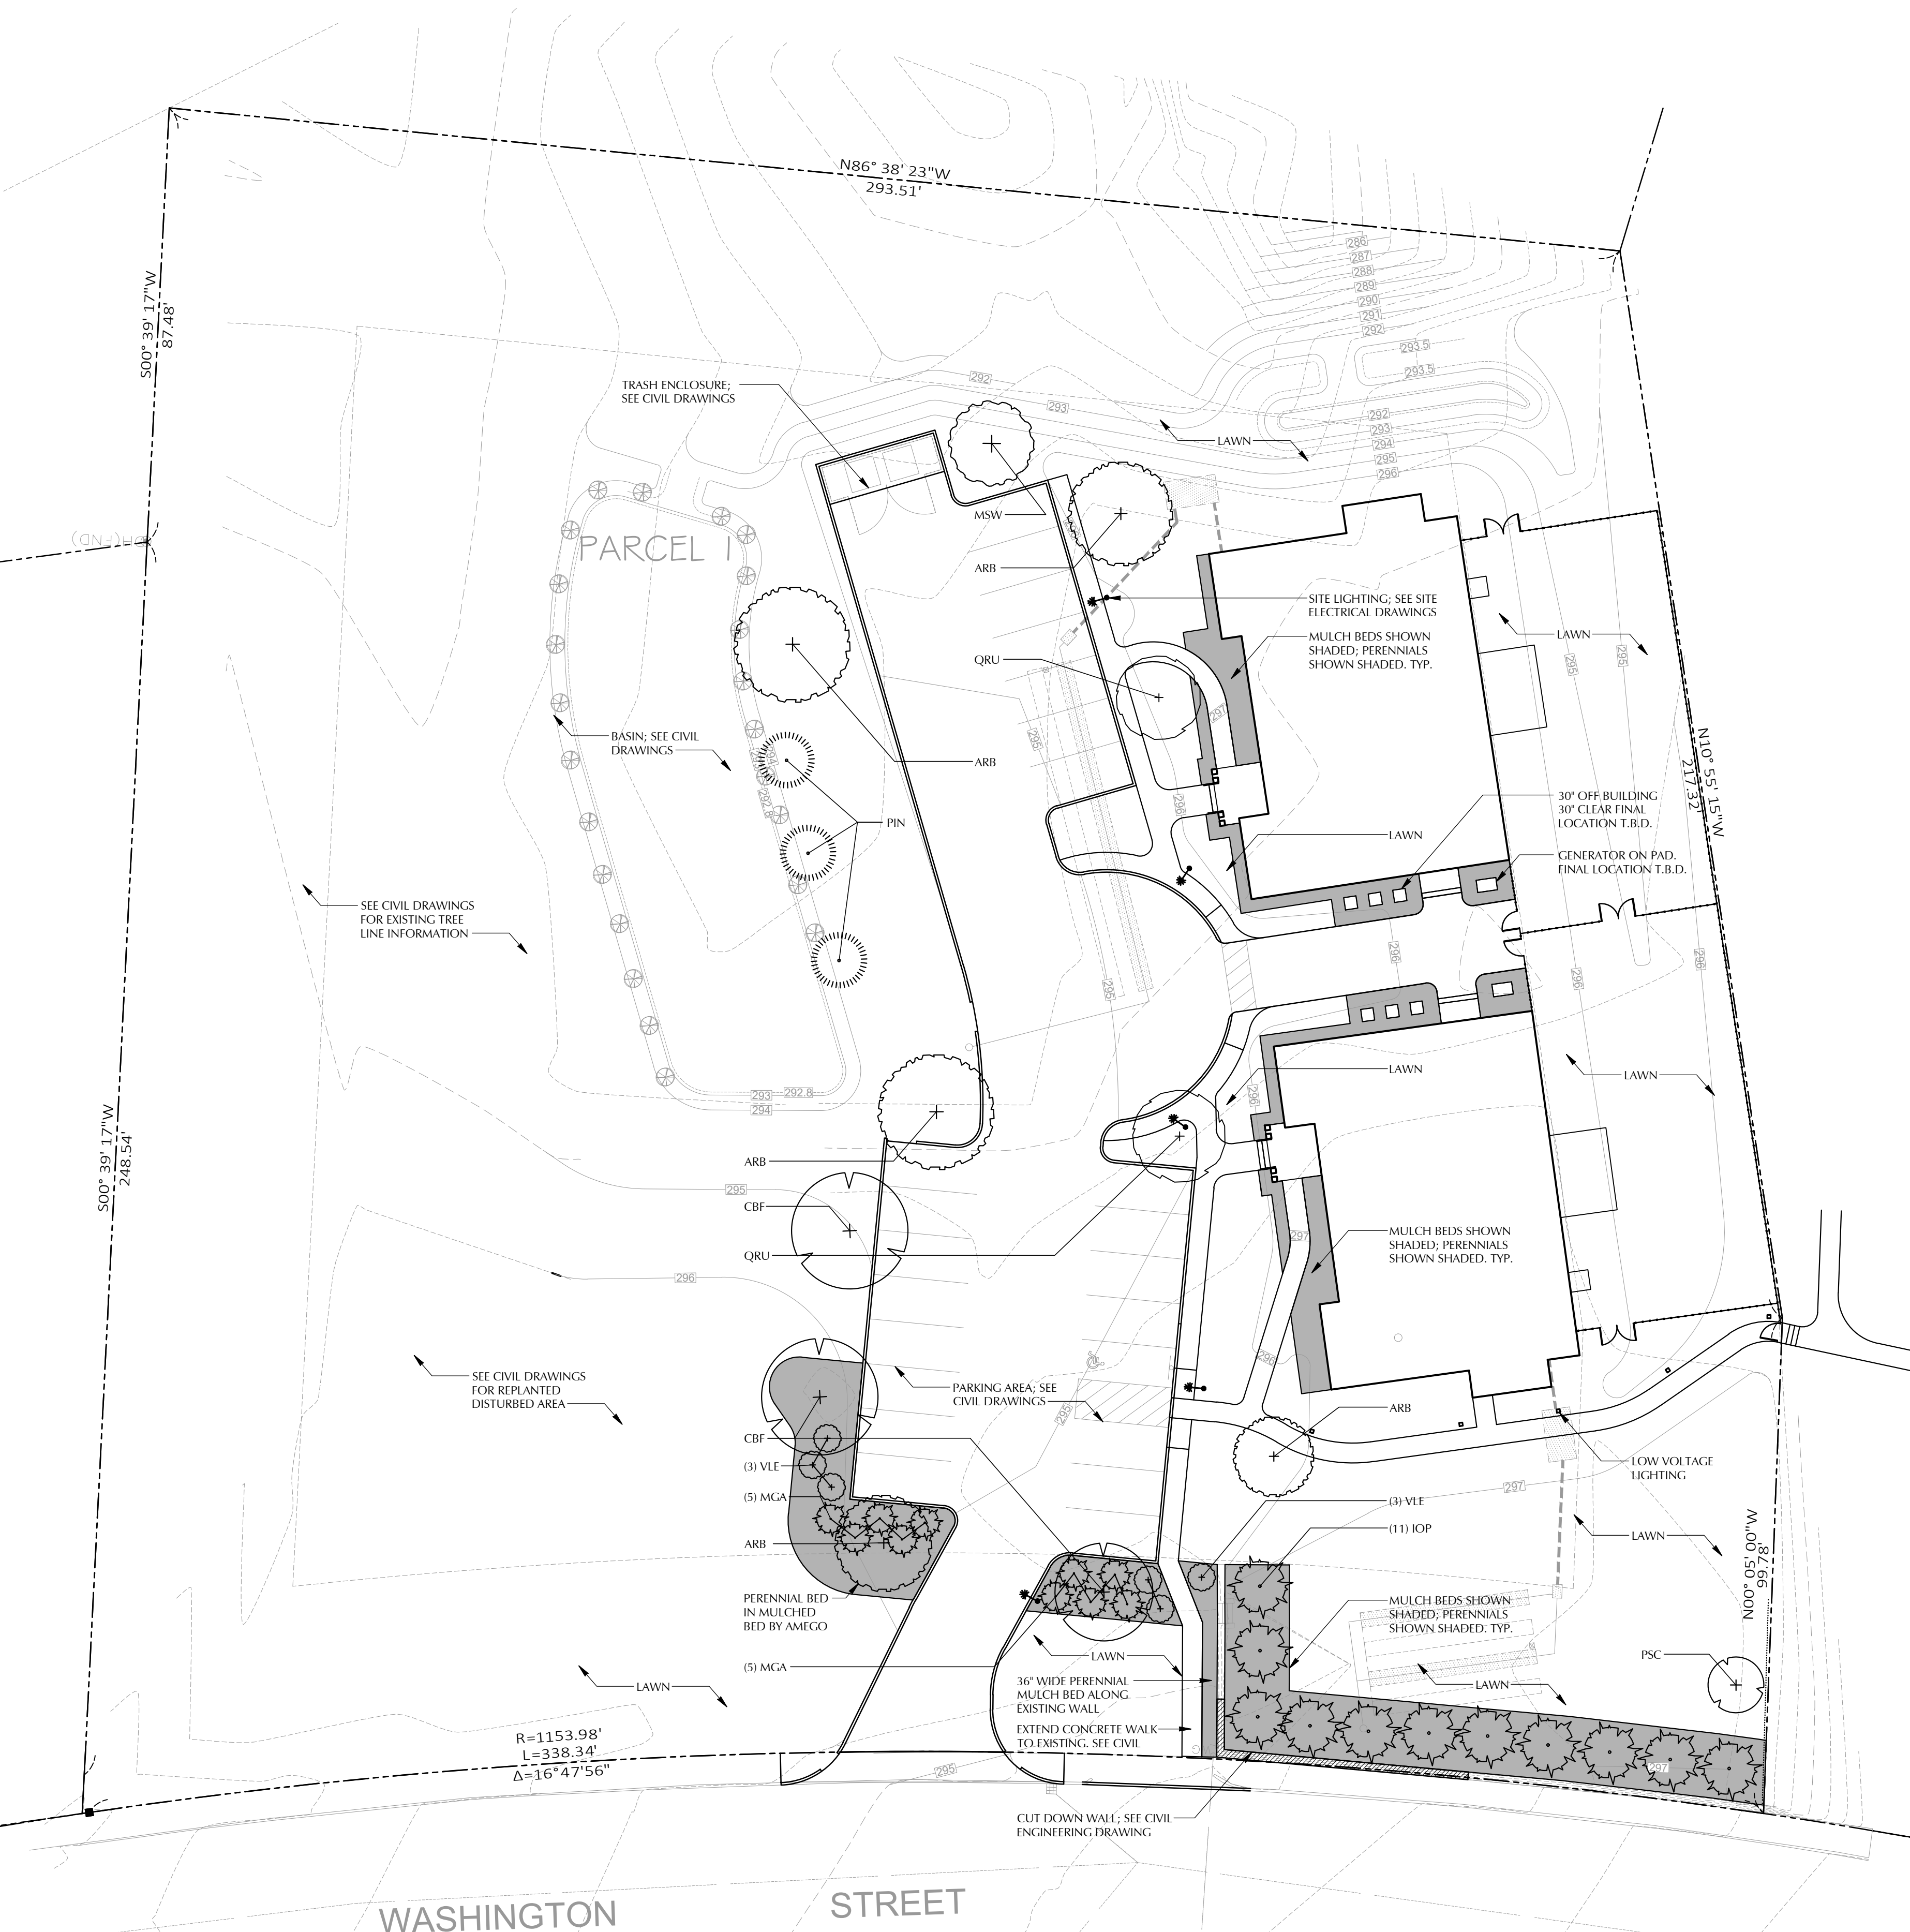 N86° 38' 23"W
293.51'
S00° 39' 17"W
87.48'
286
287
288
289
290
291
292
293.5
293.5
292
293
292
293
294
295
296
TRASH ENCLOSURE;
SEE CIVIL DRAWINGS
LAWN
MSW
DH(FND)
PARCEL I
ARB
SITE LIGHTING; SEE SITE
ELECTRICAL DRAWINGS
MULCH BEDS SHOWN
SHADED; PERENNIALS
SHOWN SHADED. TYP.
LAWN
QRU
295
295
297
295
BASIN; SEE CIVIL
DRAWINGS
ARB
294
292.8
N10° 55' 15"W
217.32'
296
PIN
LAWN
30" OFF BUILDING
30" CLEAR FINAL
LOCATION T.B.D.
GENERATOR ON PAD.
FINAL LOCATION T.B.D.
SEE CIVIL DRAWINGS
FOR EXISTING TREE
LINE INFORMATION
296
296
296
295
LAWN
LAWN
296
293
292.8
294
S00° 39' 17"W
248.54'
ARB
295
CBF
QRU
297
MULCH BEDS SHOWN
SHADED; PERENNIALS
SHOWN SHADED. TYP.
296
296
SEE CIVIL DRAWINGS
FOR REPLANTED
DISTURBED AREA
PARKING AREA; SEE
CIVIL DRAWINGS
295
ARB
CBF
(3) VLE
(5) MGA
ARB
LOW VOLTAGE
LIGHTING
297
(3) VLE
(11) IOP
LAWN
N00° 05' 00"W
99.78'
PERENNIAL BED
IN MULCHED
BED BY AMEGO
MULCH BEDS SHOWN
SHADED; PERENNIALS
SHOWN SHADED. TYP.
(5) MGA
LAWN
PSC
LAWN
36" WIDE PERENNIAL
MULCH BED ALONG
EXISTING WALL
EXTEND CONCRETE WALK
TO EXISTING. SEE CIVIL
LAWN
R=1153.98'
L=338.34'
Δ=16°47'56"
295
297
CUT DOWN WALL; SEE CIVIL
ENGINEERING DRAWING
WASHINGTON STREET